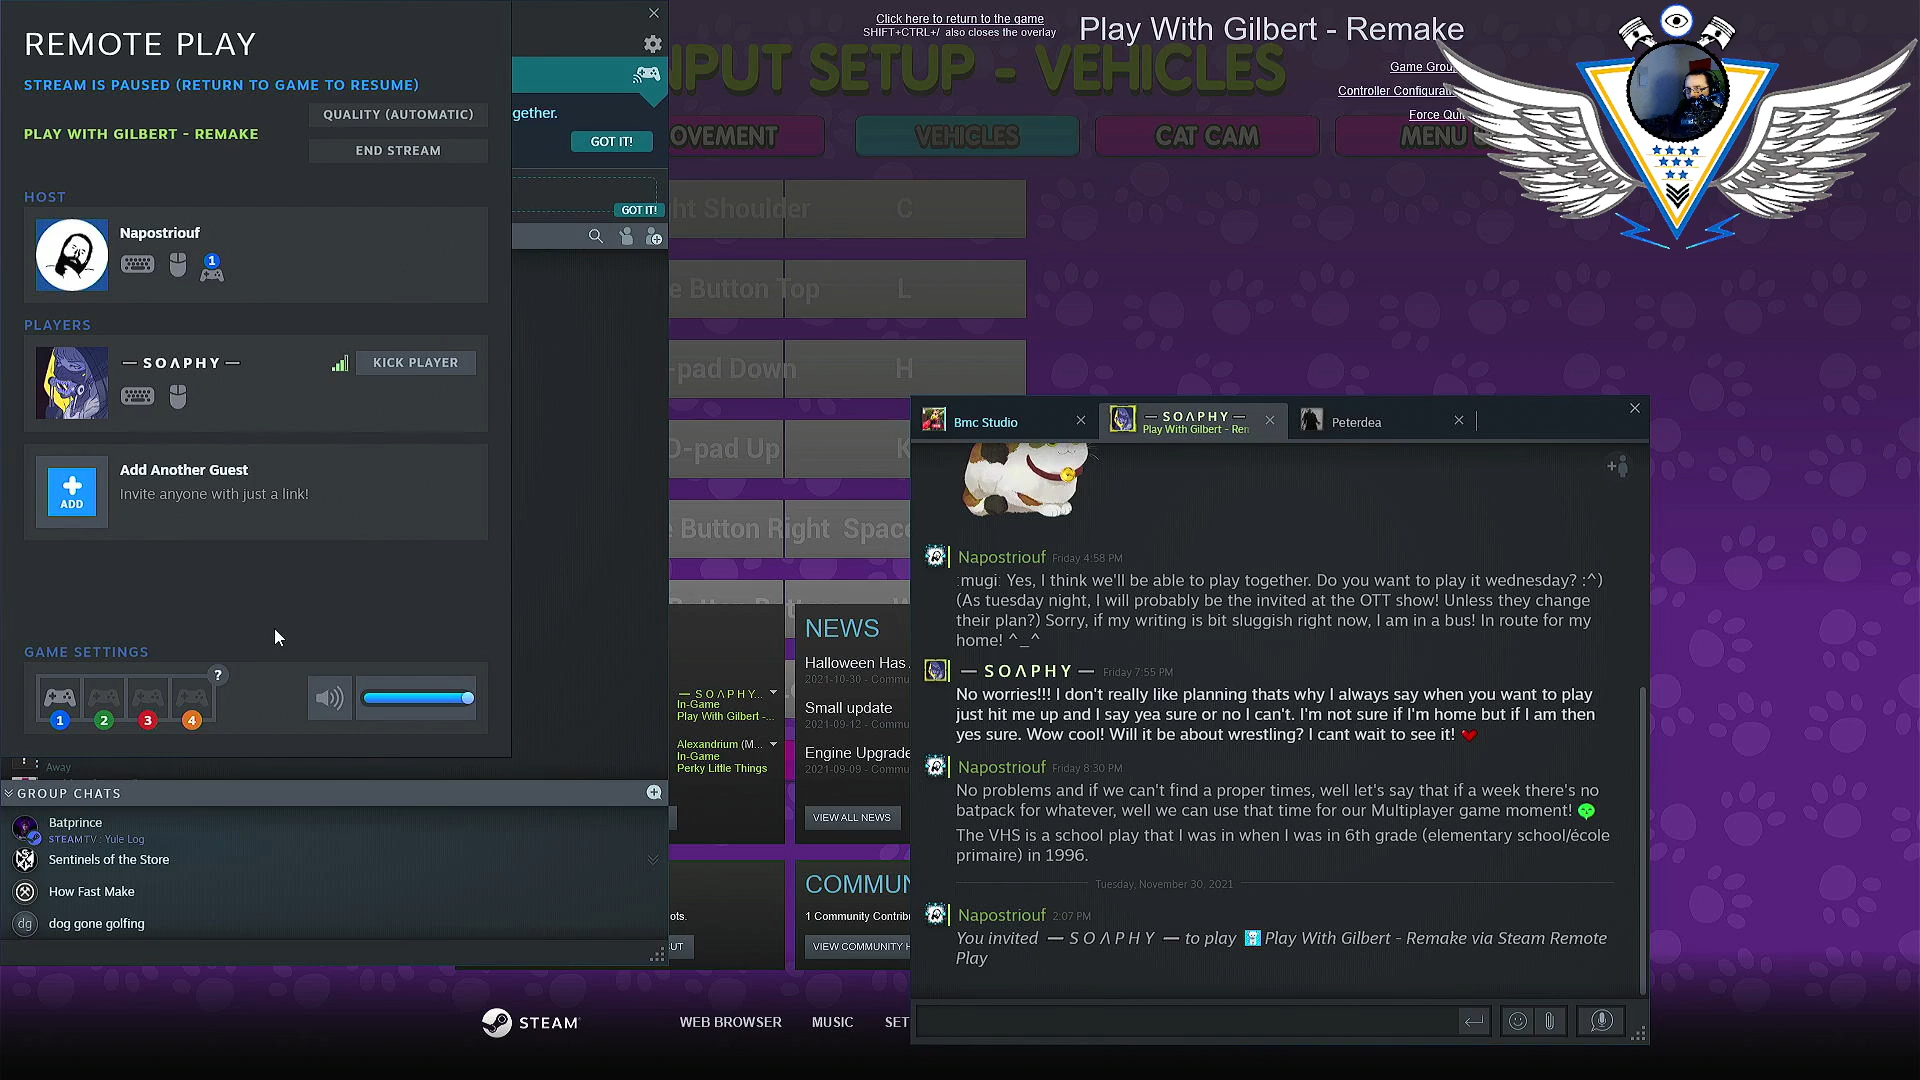 REMOTE PLAY
STREAM IS PAUSED (RETURN TO GAME TO RESUME)
QUALITY (AUTOMATIC)
PLAY WITH GILBERT - REMAKE
END STREAM
HOST
Napostriouf
1
PLAYERS
— S O Λ P H Y —
KICK PLAYER
Add Another Guest
Invite anyone with just a link!
ADD
GAME SETTINGS
?
1 2 3 4
gether.
GOT IT!
GOT IT!
Away
GROUP CHATS
Batprince
STEAMTV : Yule Log
Sentinels of the Store
How Fast Make
dg dog gone golfing
Click here to return to the game
SHIFT+CTRL+/ also closes the overlay
Play With Gilbert - Remake
Game Grou
Controller Configurati
Force Quit
NPUT SETUP - VEHICLES
OVEMENT
VEHICLES
CAT CAM
MENU
ht Shoulder C
e Button Top L
-pad Down H
D-pad Up K
e Button Right Space
— S O Λ P H Y...
In-Game
Play With Gilbert -...
Alexandrium (M...
In-Game
Perky Little Things
NEWS
Halloween Has
2021-10-30 - Commu
Small update
2021-09-12 - Commu
Engine Upgrade
2021-09-09 - Commu
VIEW ALL NEWS
ots.
UT
COMMUN
1 Community Contrib
VIEW COMMUNITY H
STEAM
WEB BROWSER
MUSIC
SET
Bmc Studio
— S O Λ P H Y —
Play With Gilbert - Ren
Peterdea
Napostriouf Friday 4:58 PM
:mugi: Yes, I think we'll be able to play together. Do you want to play it wednesday? :^)
(As tuesday night, I will probably be the invited at the OTT show! Unless they change
their plan?) Sorry, if my writing is bit sluggish right now, I am in a bus! In route for my
home! ^_^
— S O Λ P H Y — Friday 7:55 PM
No worries!!! I don't really like planning thats why I always say when you want to play
just hit me up and I say yea sure or no I can't. I'm not sure if I'm home but if I am then
yes sure. Wow cool! Will it be about wrestling? I cant wait to see it!
Napostriouf Friday 8:30 PM
No problems and if we can't find a proper times, well let's say that if a week there's no
batpack for whatever, well we can use that time for our Multiplayer game moment!
The VHS is a school play that I was in when I was in 6th grade (elementary school/école
primaire) in 1996.
Tuesday, November 30, 2021
Napostriouf 2:07 PM
You invited — S O Λ P H Y — to play Play With Gilbert - Remake via Steam Remote
Play